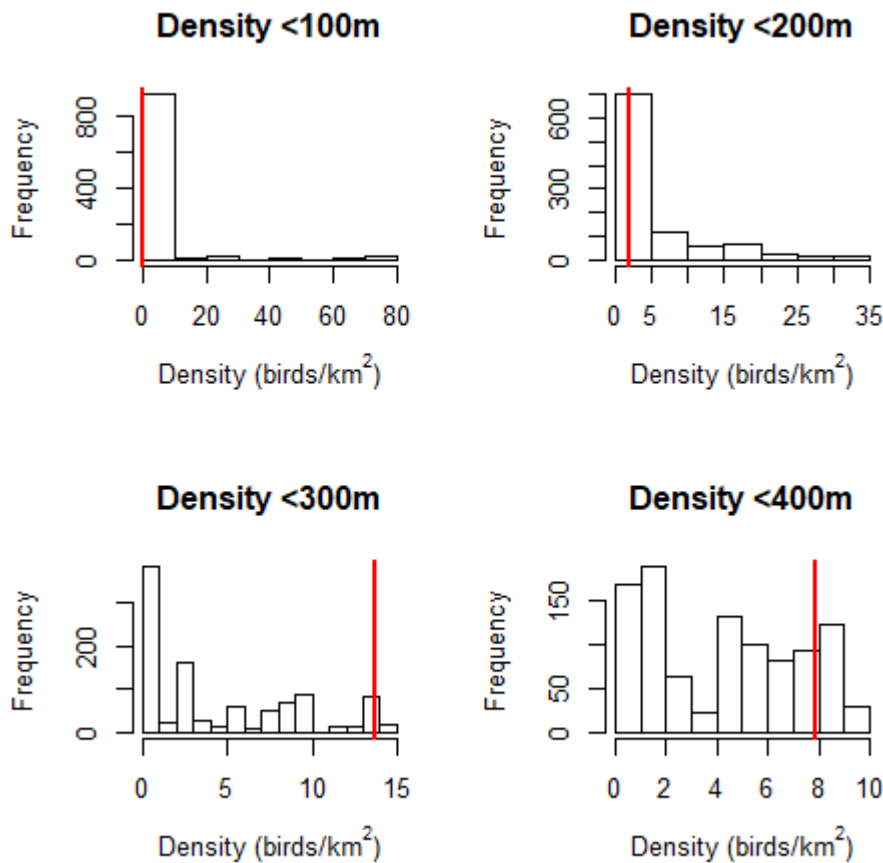 Density <100m
Frequency
0 400 800
0 20 40 60 80
Density (birds/km2)
Density <200m
Frequency
0 300 600
0 5 15 25 35
Density (birds/km2)
Density <300m
Frequency
0 200
0 5 10 15
Density (birds/km2)
Density <400m
Frequency
0 50 150
0 2 4 6 8 10
Density (birds/km2)